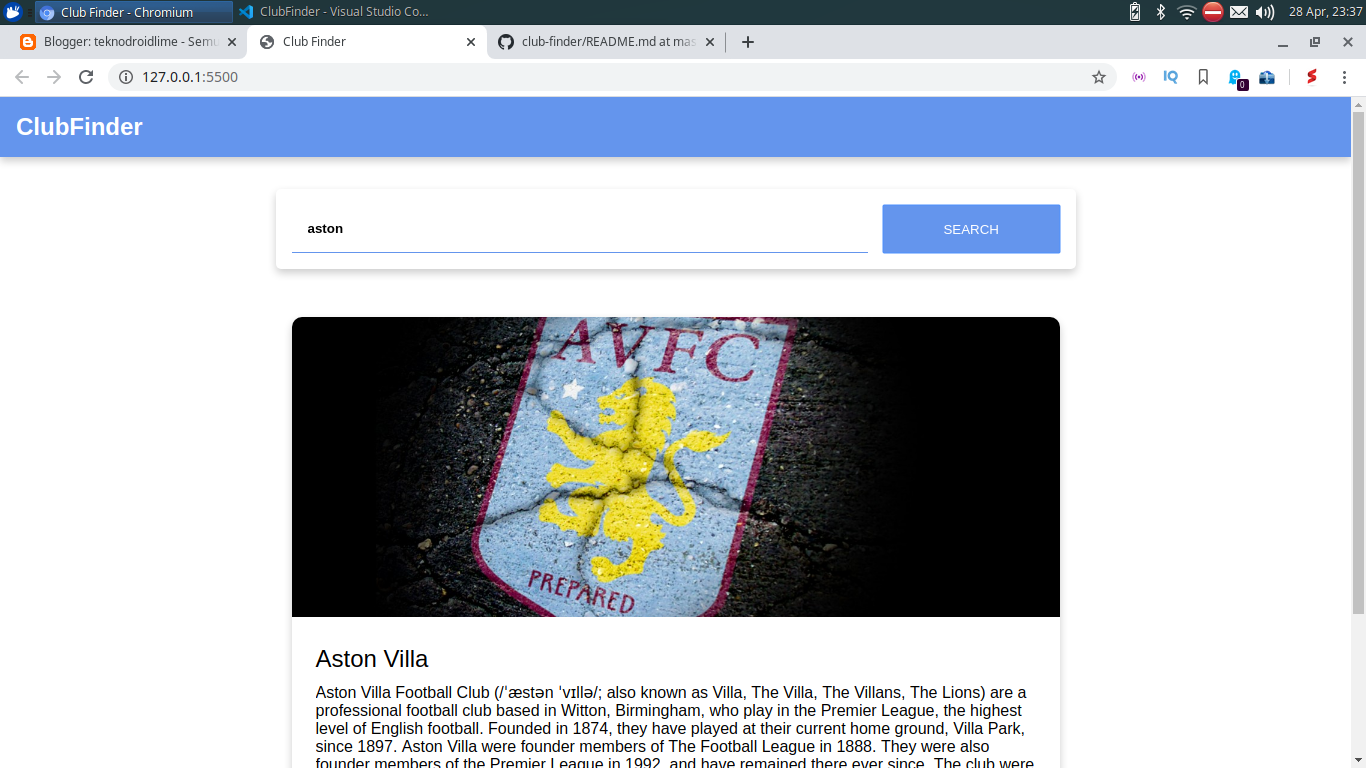 Club Finder - Chromium
ClubFinder - Visual Studio Co...
28 Apr, 23:37
Blogger: teknodroidlime - Semu
Club Finder
club-finder/README.md at mas
127.0.0.1:5500
IQ
0
ClubFinder
aston
SEARCH
AVFC
PREPARED
Aston Villa
Aston Villa Football Club (/ˈæstən ˈvɪllə/; also known as Villa, The Villa, The Villans, The Lions) are a
professional football club based in Witton, Birmingham, who play in the Premier League, the highest
level of English football. Founded in 1874, they have played at their current home ground, Villa Park,
since 1897. Aston Villa were founder members of The Football League in 1888. They were also
founder members of the Premier League in 1992, and have remained there ever since. The club were